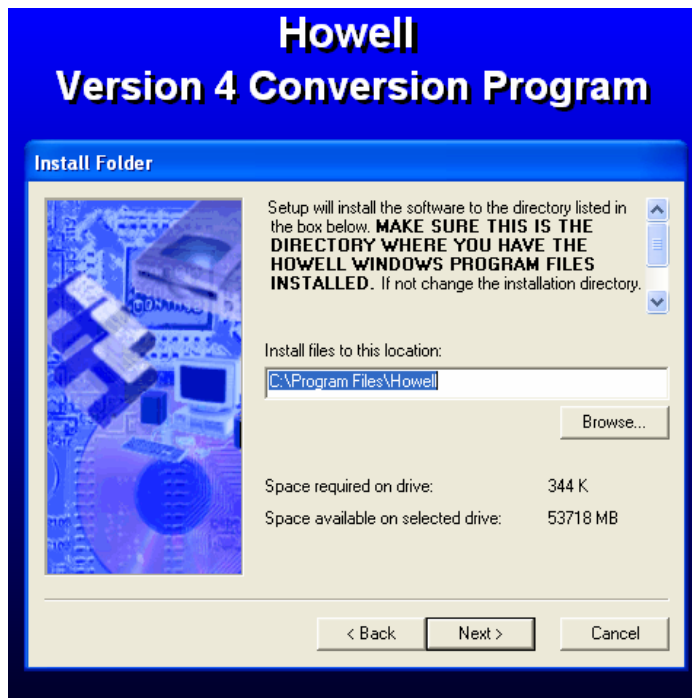 Howell
Version 4 Conversion Program
Install Folder
Setup will install the software to the directory listed in
the box below. MAKE SURE THIS
IS THE
DIRECTORY WHERE YOU HAVE THE
HOWELL WINDOWS PROGRAM FILES
INSTALLED. If not change the installation directory.
Install files to this location:
C:\Program Files\Howell
Browse...
Space required on drive: 344 K
Space available on selected drive: 53718 MB
< Back Next > Cancel